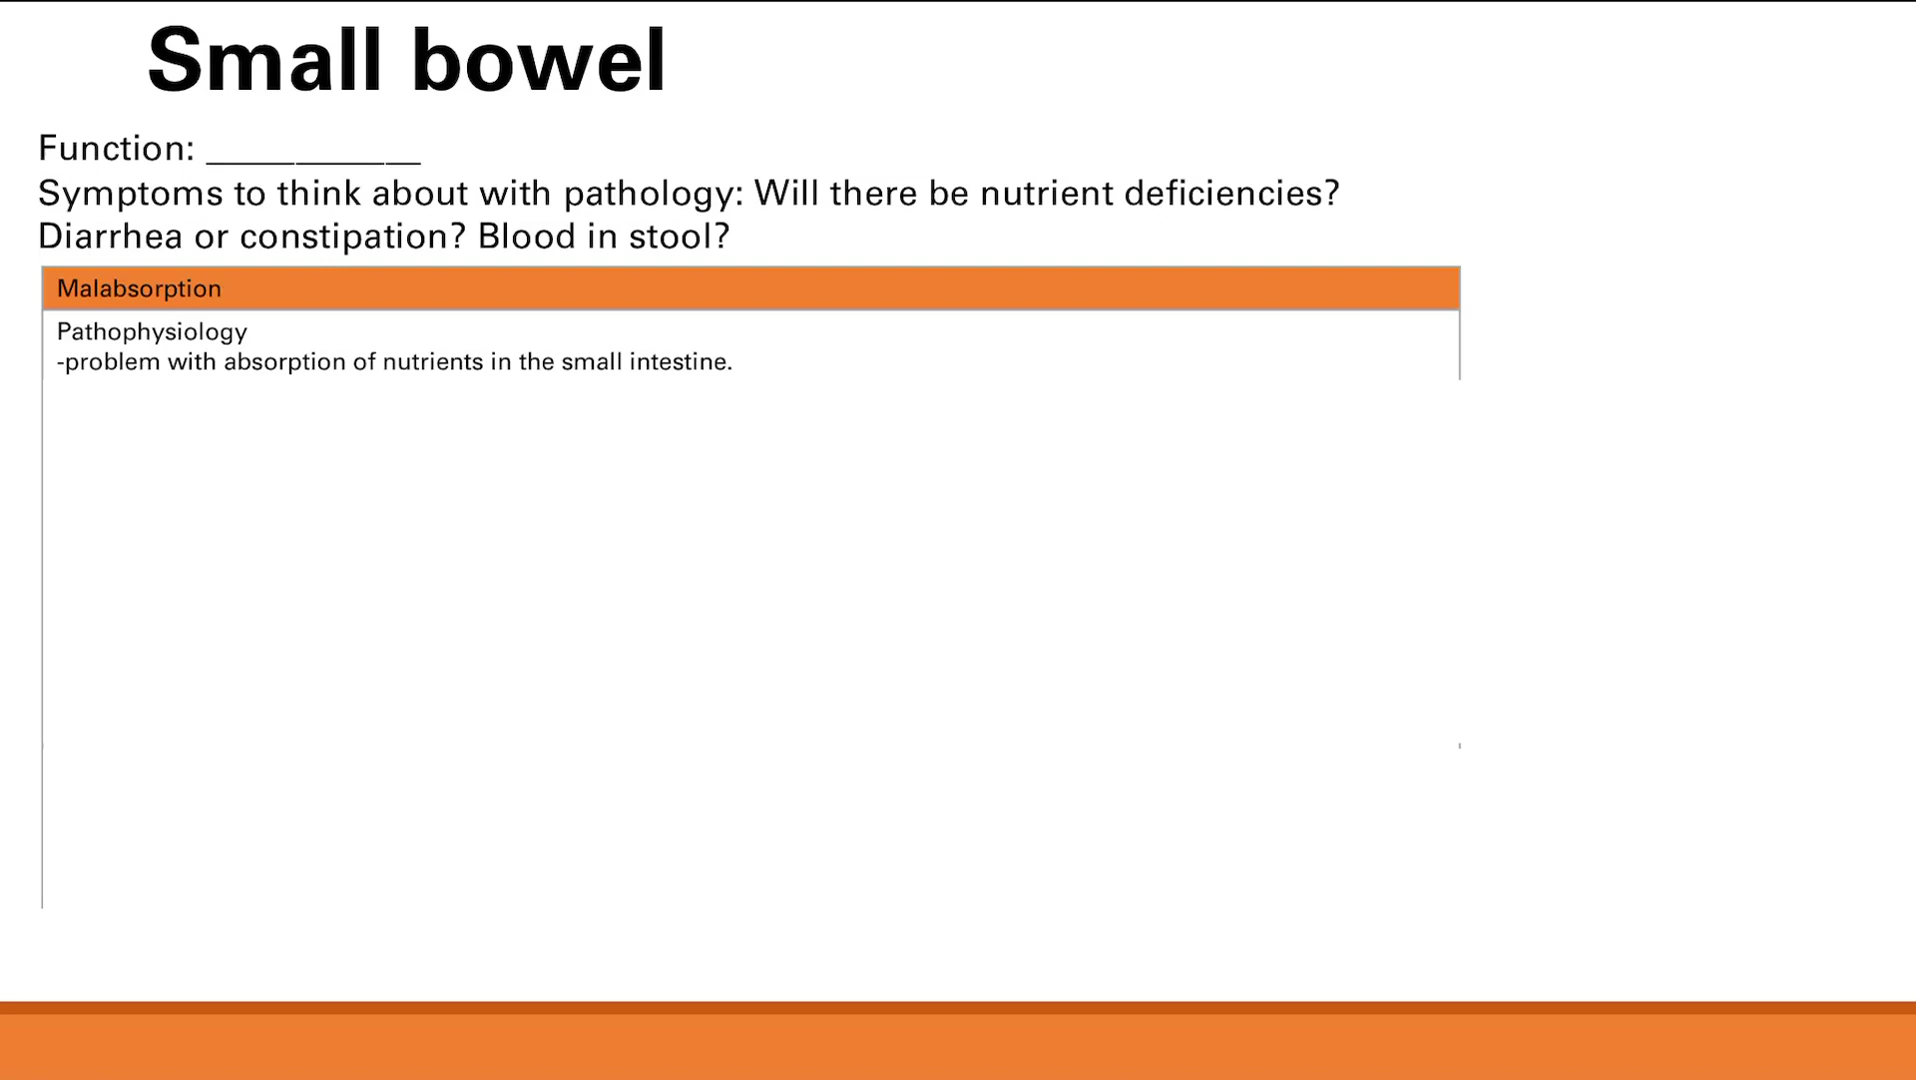 Small bowel
Function: ___________
Symptoms to think about with pathology: Will there be nutrient deficiencies?
Diarrhea or constipation? Blood in stool?
Malabsorption
Pathophysiology
-problem with absorption of nutrients in the small intestine.